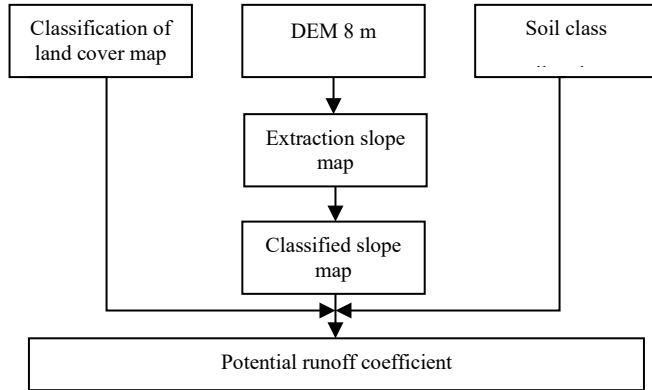 Classification of
land cover map
DEM 8 m
Soil class
Extraction slope
map
Classified slope
map
Potential runoff coefficient